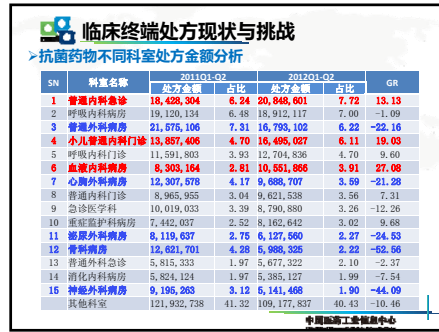 临床终端处方现状与挑战
➢抗菌药物不同科室处方金额分析
SN 科室名称 2011Q1-Q2 2012Q1-Q2 GR
处方金额 占比 处方金额 占比
1 普通内科急诊 18,428,304 6.24 20,848,601 7.72 13.13
2 呼吸内科病房 19,120,134 6.48 18,912,117 7.00 -1.09
3 普通外科病房 21,575,106 7.31 16,793,102 6.22 -22.16
4 小儿普通内科门诊 13,857,406 4.70 16,495,027 6.11 19.03
5 呼吸内科门诊 11,591,803 3.93 12,704,836 4.70 9.60
6 血液内科病房 8,303,164 2.81 10,551,866 3.91 27.08
7 心胸外科病房 12,307,578 4.17 9,688,707 3.59 -21.28
8 普通内科门诊 8,965,955 3.04 9,621,538 3.56 7.31
9 急诊医学科 10,019,033 3.39 8,790,880 3.26 -12.26
10 重症监护科病房 7,442,037 2.52 8,162,642 3.02 9.68
11 泌尿外科病房 8,119,637 2.75 6,127,560 2.27 -24.53
12 骨科病房 12,621,701 4.28 5,988,325 2.22 -52.56
13 普通外科急诊 5,815,333 1.97 5,677,322 2.10 -2.37
14 消化内科病房 5,824,124 1.97 5,385,127 1.99 -7.54
15 神经外科病房 9,195,263 3.12 5,141,468 1.90 -44.09
其他科室 121,932,738 41.32 109,177,837 40.43 -10.46
中国医药工业信息中心